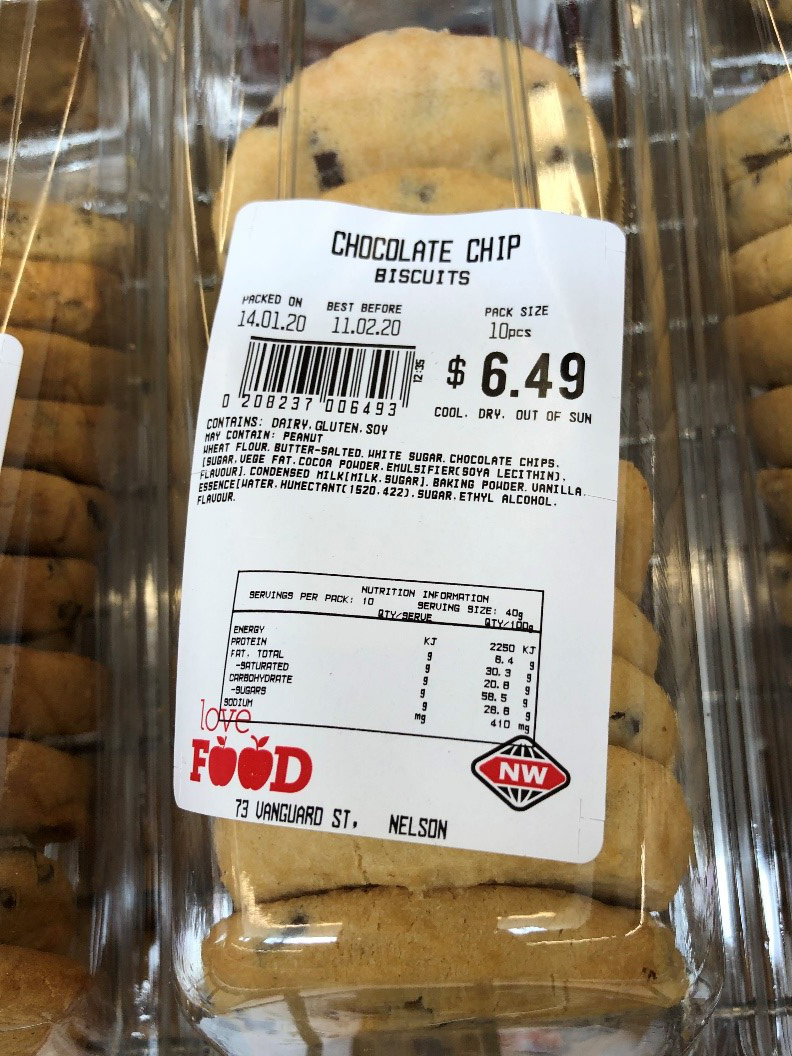 CHOCOLATE CHIP
BISCUITS
PACKED ON BEST BEFORE PACK SIZE
14.01.20 11.02.20 10pcs
12:35
$ 6.49
0 208237 006493
COOL. DRY. OUT OF SUN
CONTAINS: DAIRY,GLUTEN,SOY
MAY CONTAIN: PEANUT
WHEAT FLOUR, BUTTER-SALTED, WHITE SUGAR, CHOCOLATE CHIPS,
[SUGAR,VEGE FAT,COCOA POWDER,EMULSIFIER(SOYA LECITHIN),
FLAVOUR], CONDENSED MILK[MILK,SUGAR], BAKING POWDER, VANILLA
ESSENCE[WATER,HUMECTANT(1520,422),SUGAR,ETHYL ALCOHOL,
FLAVOUR.
NUTRITION INFORMATION
SERVINGS PER PACK: 10 SERVING SIZE: 40g
QTY/SERVE QTY/100g
ENERGY KJ 2250 KJ
PROTEIN g 6.4 g
FAT, TOTAL g 30.3 g
-SATURATED g 20.8 g
CARBOHYDRATE g 58.5 g
-SUGARS g 28.8 g
SODIUM mg 410 mg
love
FOOD
NW
73 VANGUARD ST, NELSON